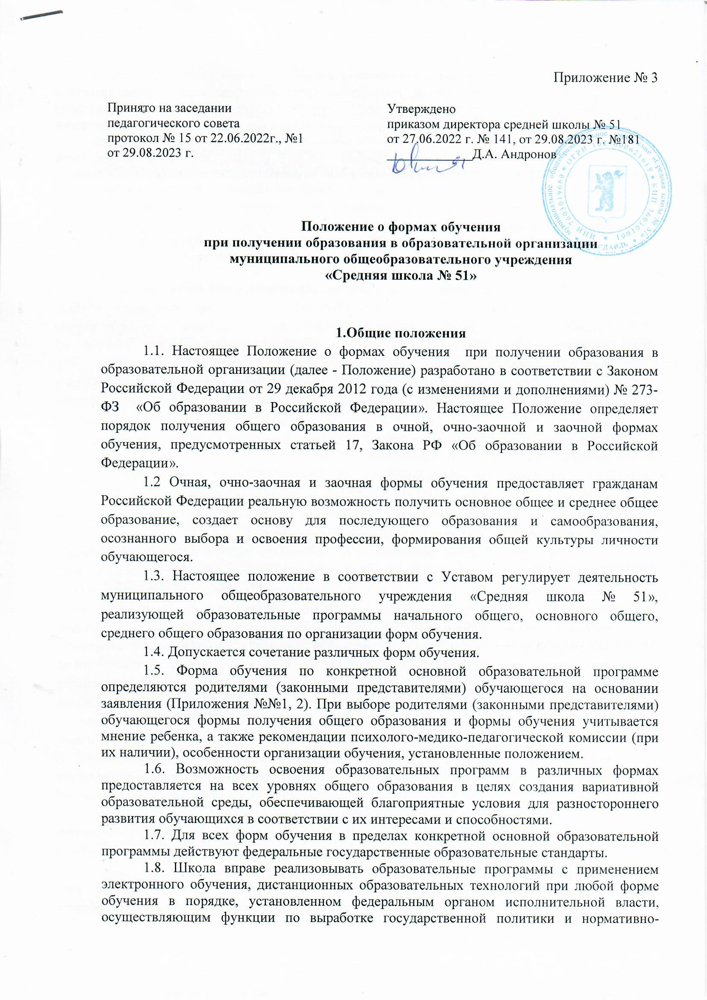 Приложение № 3
Принято на заседании
педагогического совета
протокол № 15 от 22.06.2022г., №1
от 29.08.2023 г.
Утверждено
приказом директора средней школы № 51
от 27.06.2022 г. № 141, от 29.08.2023 г. №181
______________Д.А. Андронов
Положение о формах обучения
при получении образования в образовательной организации
муниципального общеобразовательного учреждения
«Средняя школа № 51»
1.Общие положения
1.1. Настоящее Положение о формах обучения при получении образования в
образовательной организации (далее - Положение) разработано в соответствии с Законом
Российской Федерации от 29 декабря 2012 года (с изменениями и дополнениями) № 273-
ФЗ «Об образовании в Российской Федерации». Настоящее Положение определяет
порядок получения общего образования в очной, очно-заочной и заочной формах
обучения, предусмотренных статьей 17, Закона РФ «Об образовании в Российской
Федерации».
1.2 Очная, очно-заочная и заочная формы обучения предоставляет гражданам
Российской Федерации реальную возможность получить основное общее и среднее общее
образование, создает основу для последующего образования и самообразования,
осознанного выбора и освоения профессии, формирования общей культуры личности
обучающегося.
1.3. Настоящее положение в соответствии с Уставом регулирует деятельность
муниципального общеобразовательного учреждения «Средняя школа № 51»,
реализующей образовательные программы начального общего, основного общего,
среднего общего образования по организации форм обучения.
1.4. Допускается сочетание различных форм обучения.
1.5. Форма обучения по конкретной основной образовательной программе
определяются родителями (законными представителями) обучающегося на основании
заявления (Приложения №№1, 2). При выборе родителями (законными представителями)
обучающегося формы получения общего образования и формы обучения учитывается
мнение ребенка, а также рекомендации психолого-медико-педагогической комиссии (при
их наличии), особенности организации обучения, установленные положением.
1.6. Возможность освоения образовательных программ в различных формах
предоставляется на всех уровнях общего образования в целях создания вариативной
образовательной среды, обеспечивающей благоприятные условия для разностороннего
развития обучающихся в соответствии с их интересами и способностями.
1.7. Для всех форм обучения в пределах конкретной основной образовательной
программы действуют федеральные государственные образовательные стандарты.
1.8. Школа вправе реализовывать образовательные программы с применением
электронного обучения, дистанционных образовательных технологий при любой форме
обучения в порядке, установленном федеральным органом исполнительной власти,
осуществляющим функции по выработке государственной политики и нормативно-
муниципальное общеобразовательное учреждение «Средняя школа № 51»
ИНН 7603019660 * ОГРН
* КПП 760301001 *